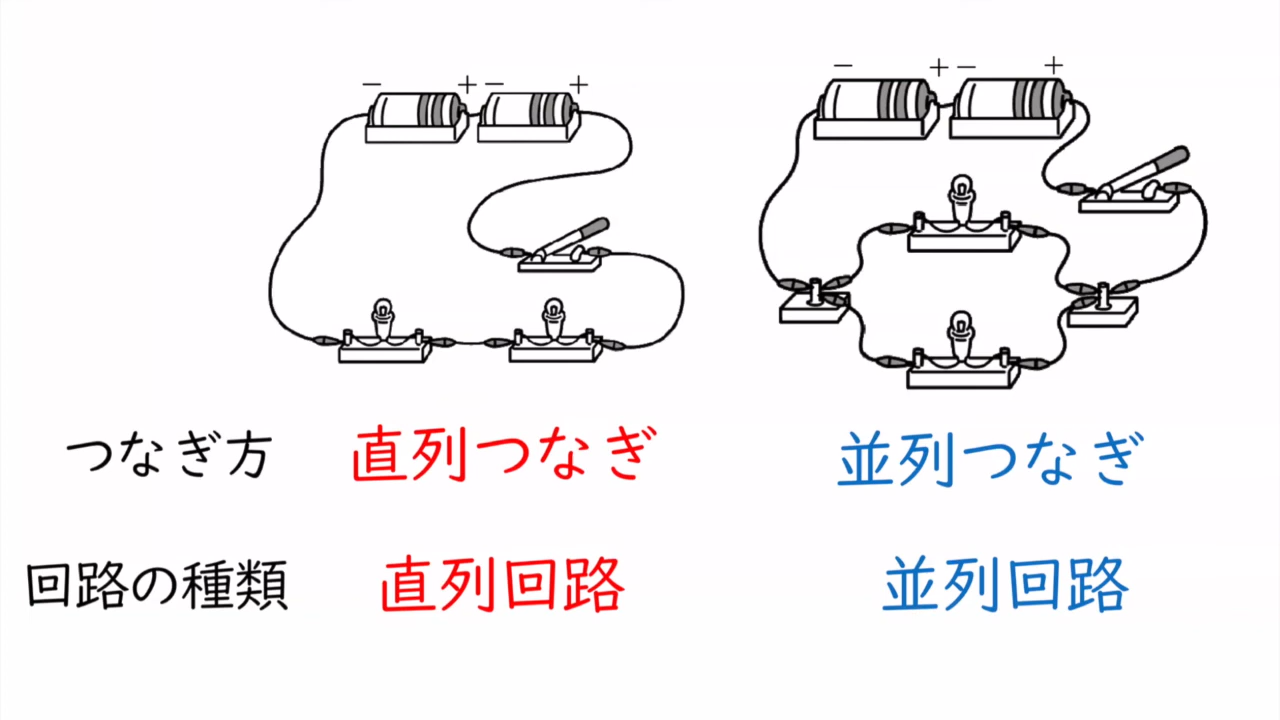 − + − +
− + − +
つなぎ方 直列つなぎ 並列つなぎ
回路の種類 直列回路 並列回路